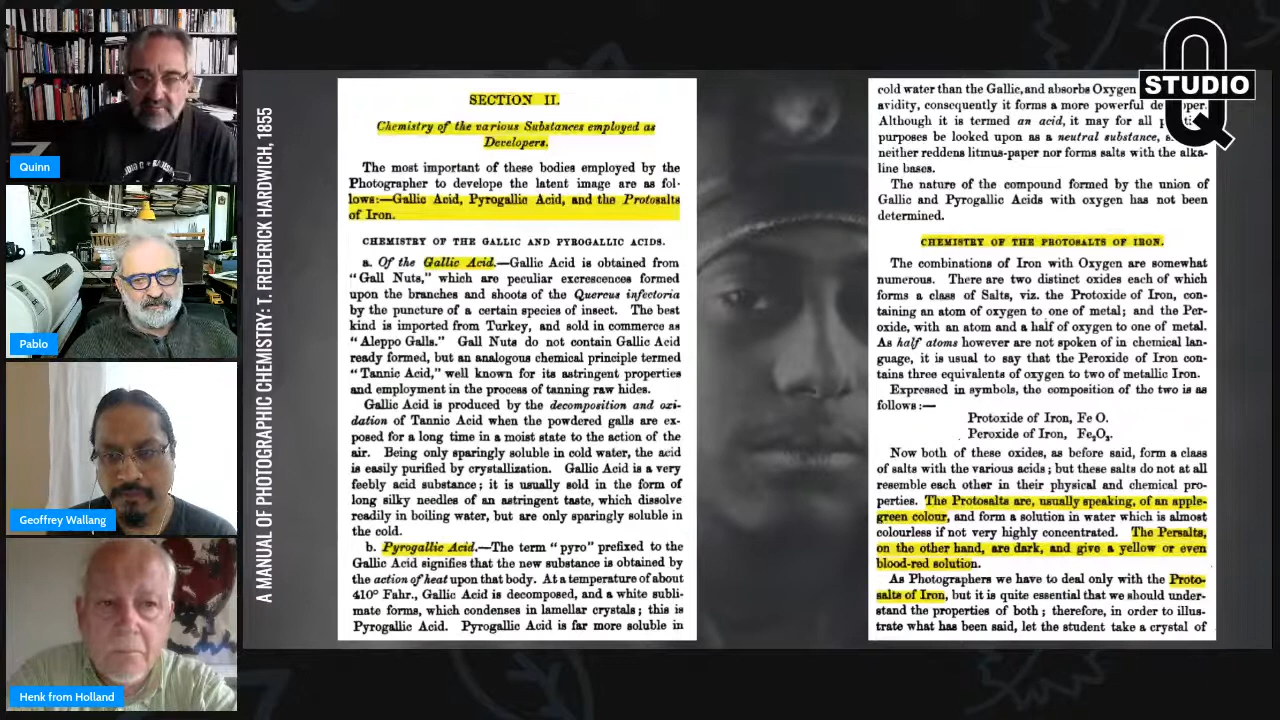 Quinn
Pablo
Geoffrey Wallang
Henk from Holland
A MANUAL OF PHOTOGRAPHIC CHEMISTRY: T. FREDERICK HARDWICH, 1855
SECTION II.
Chemistry of the various Substances employed as
Developers.
The most important of these bodies employed by the
Photographer to develope the latent image are as fol-
lows:—Gallic Acid, Pyrogallic Acid, and the Protosalts
of Iron.
CHEMISTRY OF THE GALLIC AND PYROGALLIC ACIDS.
a. Of the Gallic Acid.—Gallic Acid is obtained from
"Gall Nuts," which are peculiar excrescences formed
upon the branches and shoots of the Quercus infectoria
by the puncture of a certain species of insect. The best
kind is imported from Turkey, and sold in commerce as
"Aleppo Galls." Gall Nuts do not contain Gallic Acid
ready formed, but an analogous chemical principle termed
"Tannic Acid," well known for its astringent properties
and employment in the process of tanning raw hides.
Gallic Acid is produced by the decomposition and oxi-
dation of Tannic Acid when the powdered galls are ex-
posed for a long time in a moist state to the action of the
air. Being only sparingly soluble in cold water, the acid
is easily purified by crystallization. Gallic Acid is a very
feebly acid substance; it is usually sold in the form of
long silky needles of an astringent taste, which dissolve
readily in boiling water, but are only sparingly soluble in
the cold.
b. Pyrogallic Acid.—The term "pyro" prefixed to the
Gallic Acid signifies that the new substance is obtained by
the action of heat upon that body. At a temperature of about
410° Fahr., Gallic Acid is decomposed, and a white subli-
mate forms, which condenses in lamellar crystals; this is
Pyrogallic Acid. Pyrogallic Acid is far more soluble in
cold water than the Gallic, and absorbs Oxygen
avidity, consequently it forms a more powerful
Although it is termed an acid, it may for all
purposes be looked upon as a neutral substance,
neither reddens litmus-paper nor forms salts with the alka-
line bases.
The nature of the compound formed by the union of
Gallic and Pyrogallic Acids with oxygen has not been
determined.
CHEMISTRY OF THE PROTOSALTS OF IRON.
The combinations of Iron with Oxygen are somewhat
numerous. There are two distinct oxides each of which
forms a class of Salts, viz. the Protoxide of Iron, con-
taining an atom of oxygen to one of metal; and the Per-
oxide, with an atom and a half of oxygen to one of metal.
As half atoms however are not spoken of in chemical lan-
guage, it is usual to say that the Peroxide of Iron con-
tains three equivalents of oxygen to two of metallic Iron.
Expressed in symbols, the composition of the two is as
follows:—
Protoxide of Iron, Fe O.
Peroxide of Iron, Fe₂O₃.
Now both of these oxides, as before said, form a class
of salts with the various acids; but these salts do not at all
resemble each other in their physical and chemical pro-
perties. The Protosalts are, usually speaking, of an apple-
green colour, and form a solution in water which is almost
colourless if not very highly concentrated. The Persalts,
on the other hand, are dark, and give a yellow or even
blood-red solution.
As Photographers we have to deal only with the Proto-
salts of Iron, but it is quite essential that we should under-
stand the properties of both; therefore, in order to illus-
trate what has been said, let the student take a crystal of
STUDIO
Q